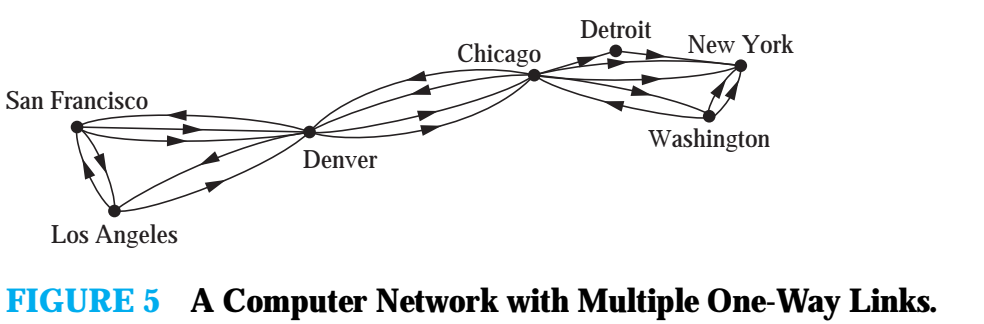 Detroit
New York
Chicago
San Francisco
Washington
Denver
Los Angeles
FIGURE 5 A Computer Network with Multiple One-Way Links.